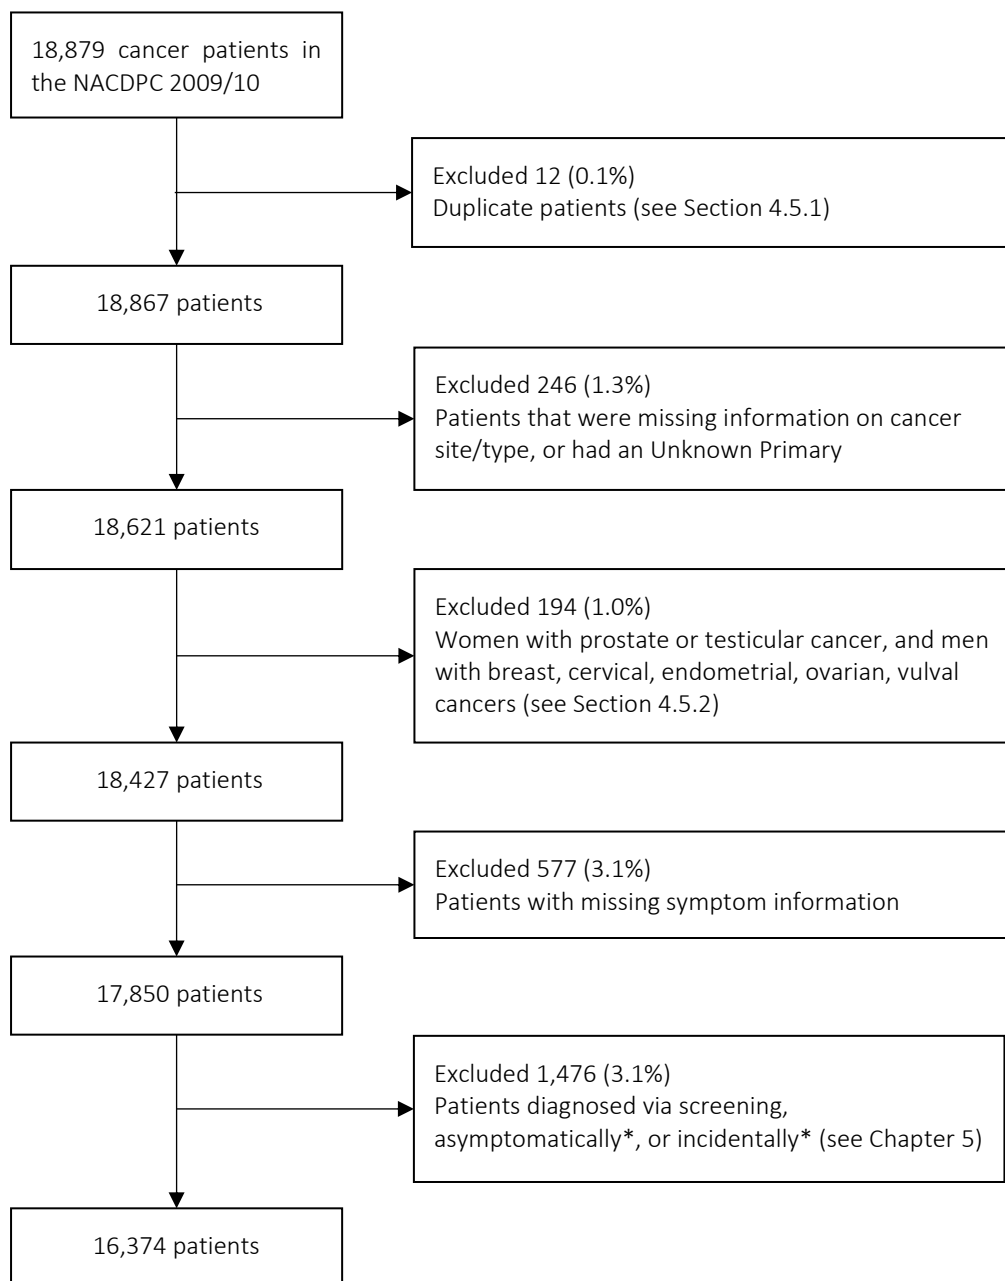 18,879 cancer patients in
the NACDPC 2009/10
Excluded 12 (0.1%)
Duplicate patients (see Section 4.5.1)
18,867 patients
Excluded 246 (1.3%)
Patients that were missing information on cancer
site/type, or had an Unknown Primary
18,621 patients
Excluded 194 (1.0%)
Women with prostate or testicular cancer, and men
with breast, cervical, endometrial, ovarian, vulval
cancers (see Section 4.5.2)
18,427 patients
Excluded 577 (3.1%)
Patients with missing symptom information
17,850 patients
Excluded 1,476 (3.1%)
Patients diagnosed via screening,
asymptomatically*, or incidentally* (see Chapter 5)
16,374 patients